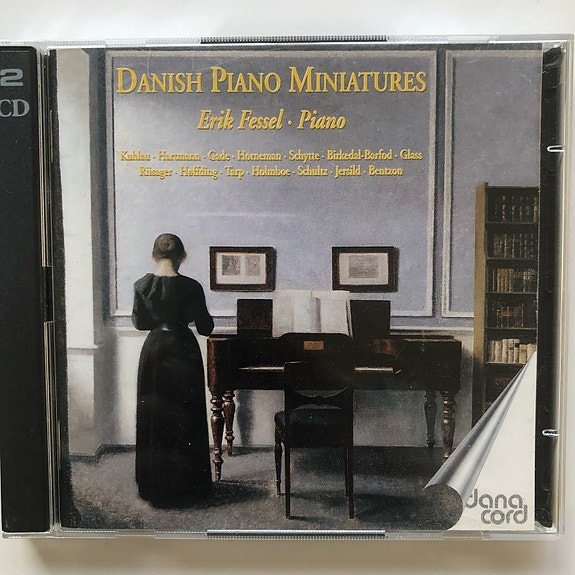 2
CD
DANISH PIANO MINIATURES
Erik Fessel · Piano
Kuhlau · Hartmann · Gade · Horneman · Schytte · Birkedal-Barfod · Glass
Riisager · Høffding · Tarp · Holmboe · Schultz · Jersild · Bentzon
dana
cord